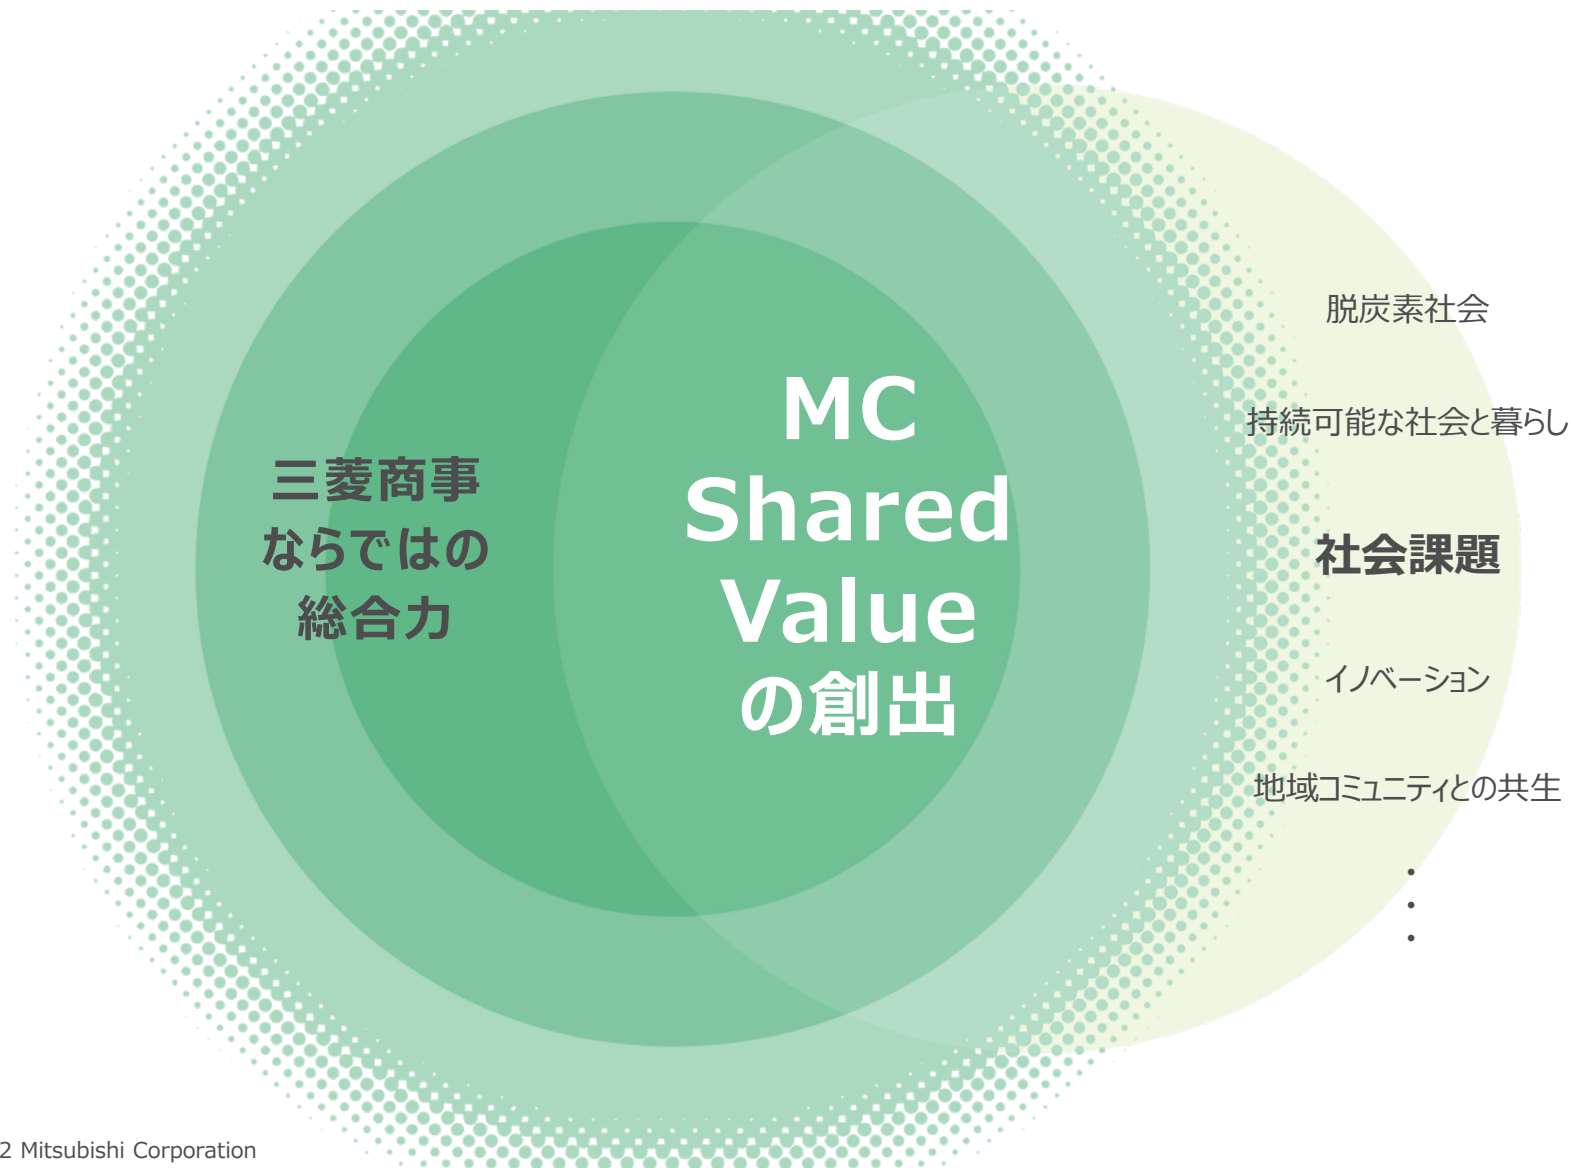 三菱商事
ならではの
総合力
MC
Shared
Value
の創出
脱炭素社会
持続可能な社会と暮らし
社会課題
イノベーション
地域コミュニティとの共生
・
・
・
2 Mitsubishi Corporation